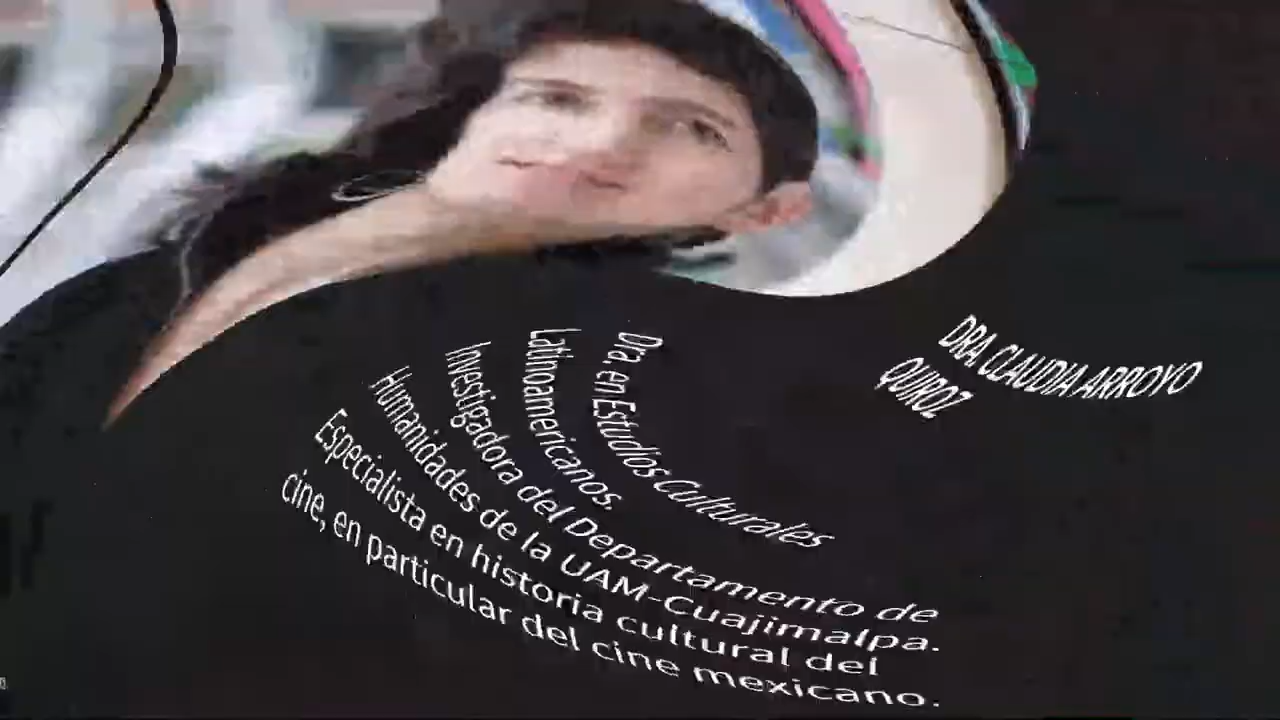 DRA. CLAUDIA ARROYO
QUIROZ
Dra. en Estudios Culturales
Latinoamericanos.
Investigadora del Departamento de
Humanidades de la UAM-Cuajimalpa.
Especialista en historia cultural del
cine, en particular del cine mexicano.